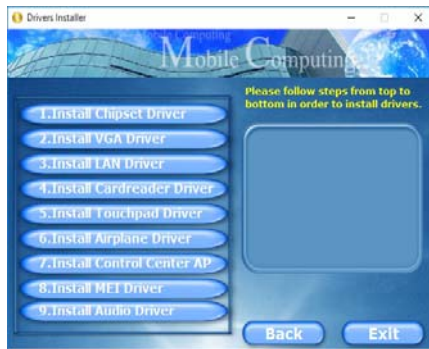 Drivers Installer
Mobile Computing
Mobile Computing
Please follow steps from top to
bottom in order to install drivers.
1.Install Chipset Driver
2.Install VGA Driver
3.Install LAN Driver
4.Install Cardreader Driver
5.Install Touchpad Driver
6.Install Airplane Driver
7.Install Control Center AP
8.Install MEI Driver
9.Install Audio Driver
Back
Exit